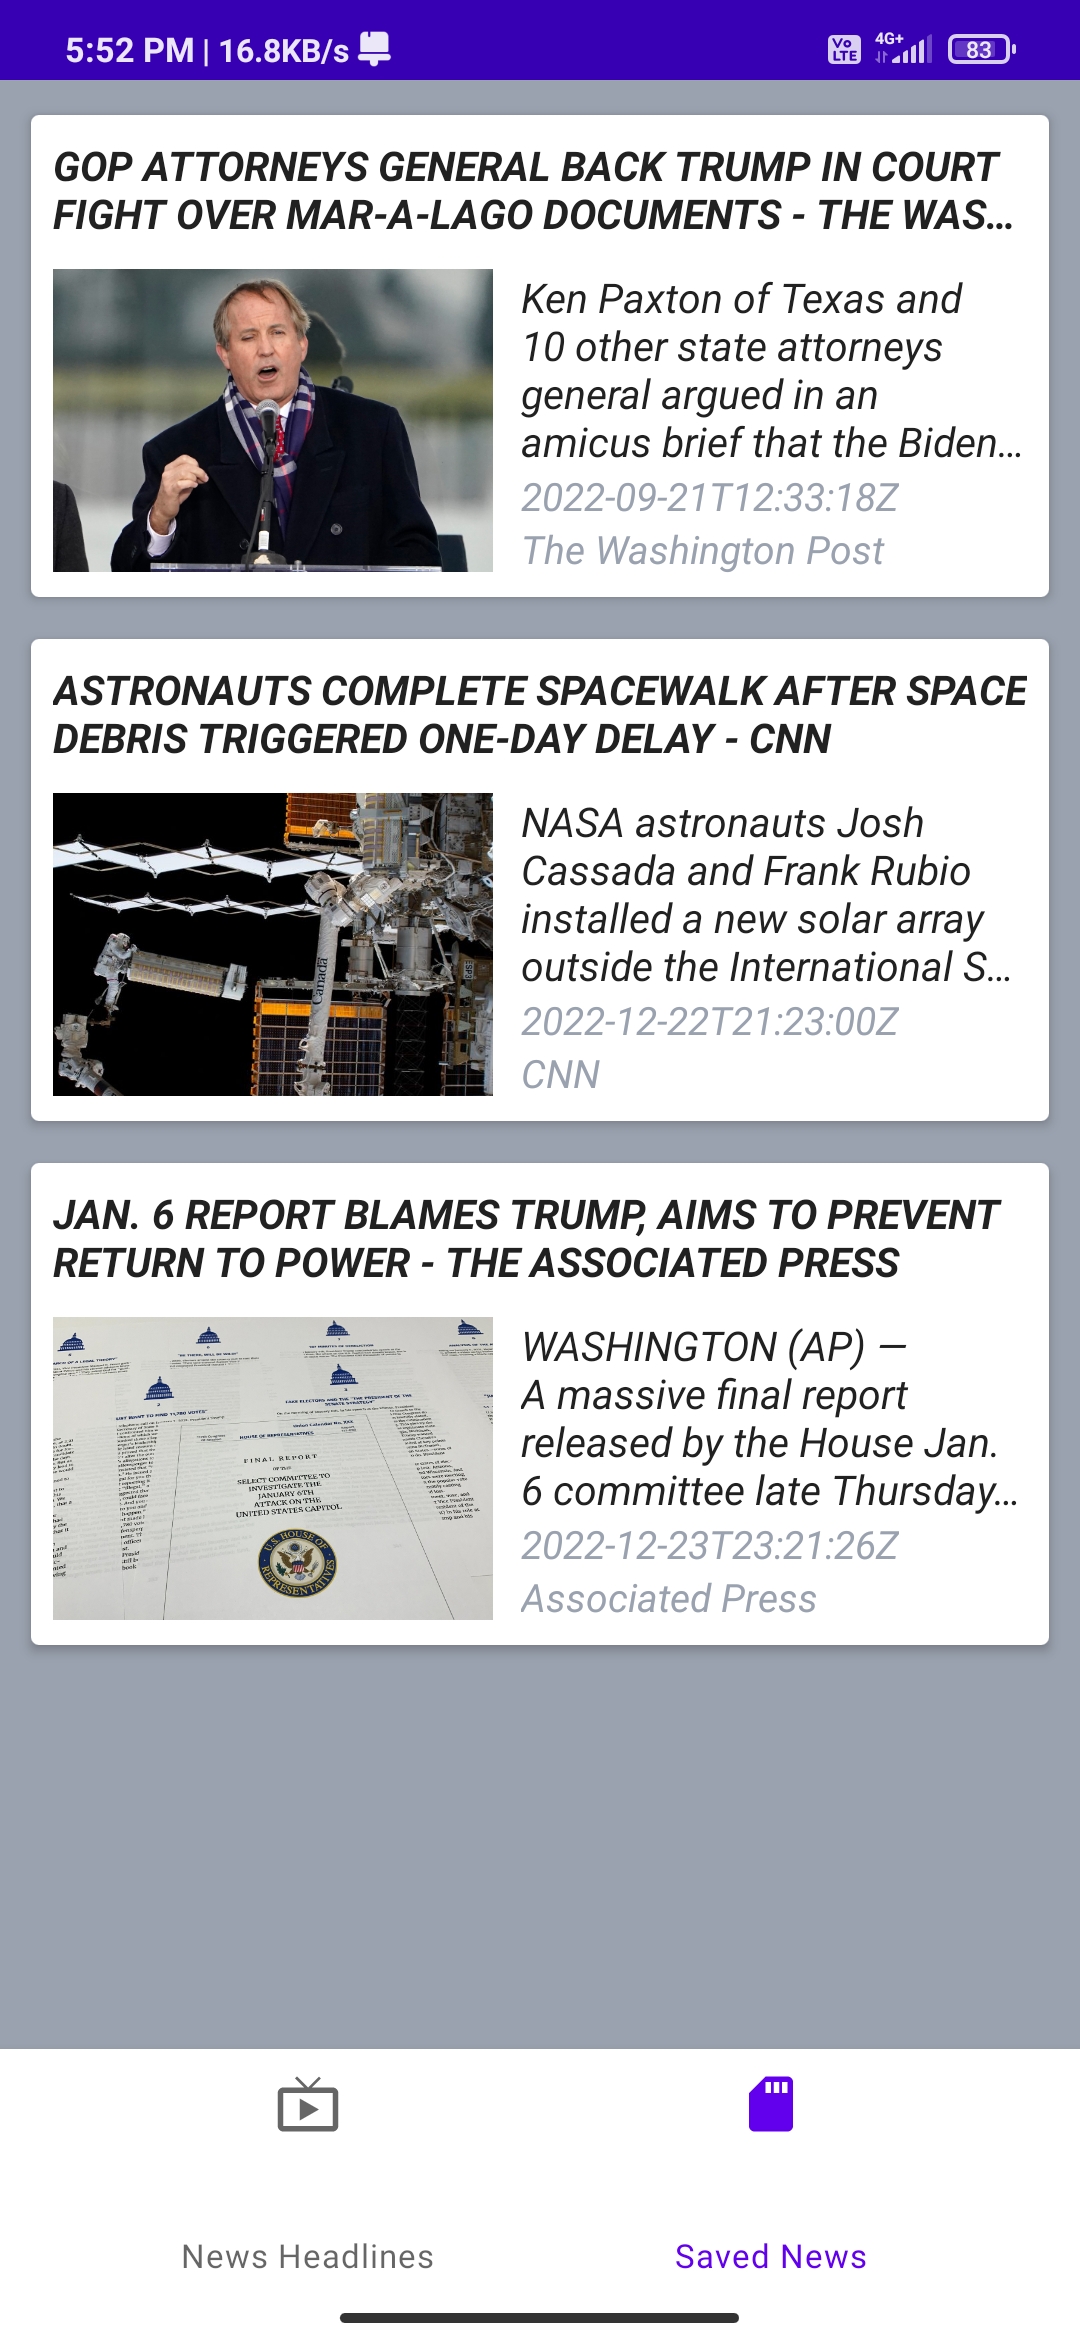 5:52 PM | 16.8KB/s
Vo
LTE
4G+
83
GOP ATTORNEYS GENERAL BACK TRUMP IN COURT
FIGHT OVER MAR-A-LAGO DOCUMENTS - THE WAS...
Ken Paxton of Texas and
10 other state attorneys
general argued in an
amicus brief that the Biden...
2022-09-21T12:33:18Z
The Washington Post
ASTRONAUTS COMPLETE SPACEWALK AFTER SPACE
DEBRIS TRIGGERED ONE-DAY DELAY - CNN
Canada
ESP3
NASA astronauts Josh
Cassada and Frank Rubio
installed a new solar array
outside the International S...
2022-12-22T21:23:00Z
CNN
JAN. 6 REPORT BLAMES TRUMP, AIMS TO PREVENT
RETURN TO POWER - THE ASSOCIATED PRESS
HOUSE OF REPRESENTATIVES
FINAL REPORT
OF THE
SELECT COMMITTEE TO
INVESTIGATE THE
JANUARY 6TH
ATTACK ON THE
UNITED STATES CAPITOL
U.S. HOUSE OF
REPRESENTATIVES
WASHINGTON (AP) —
A massive final report
released by the House Jan.
6 committee late Thursday...
2022-12-23T23:21:26Z
Associated Press
News Headlines
Saved News